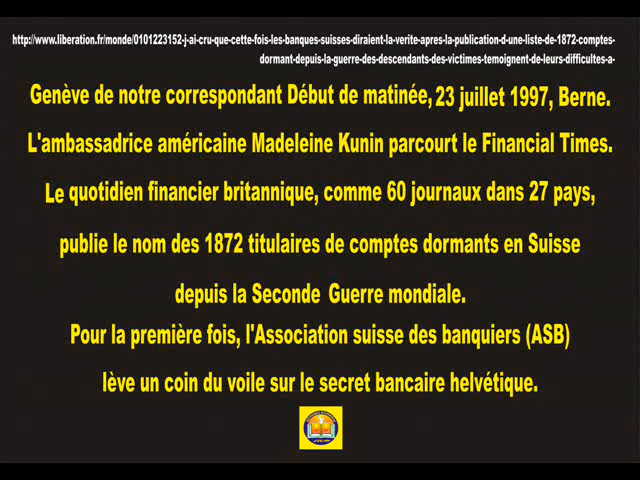 http://www.liberation.fr/monde/0101223152-j-ai-cru-que-cette-fois-les-banques-suisses-diraient-la-verite-apres-la-publication-d-une-liste-de-1872-comptes-
dormant-depuis-la-guerre-des-descendants-des-victimes-temoignent-de-leurs-difficultes-a-
Genève de notre correspondant Début de matinée, 23 juillet 1997, Berne.
L'ambassadrice américaine Madeleine Kunin parcourt le Financial Times.
Le quotidien financier britannique, comme 60 journaux dans 27 pays,
publie le nom des 1872 titulaires de comptes dormants en Suisse
depuis la Seconde Guerre mondiale.
Pour la première fois, l'Association suisse des banquiers (ASB)
lève un coin du voile sur le secret bancaire helvétique.